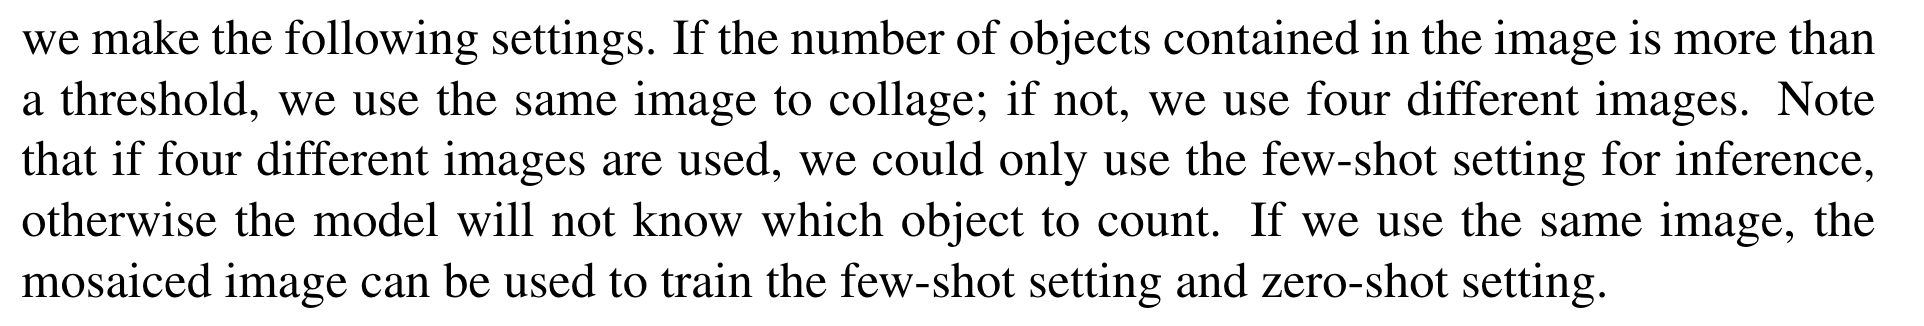 we make the following settings. If the number of objects contained in the image is more than
a threshold, we use the same image to collage; if not, we use four different images. Note
that if four different images are used, we could only use the few-shot setting for inference,
otherwise the model will not know which object to count. If we use the same image, the
mosaiced image can be used to train the few-shot setting and zero-shot setting.